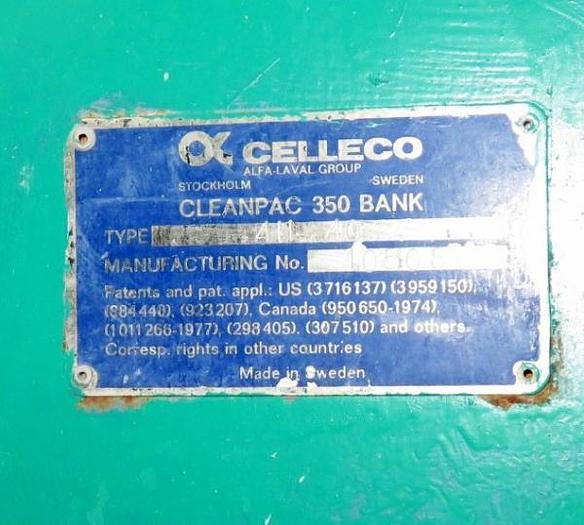 CELLECO
ALFA-LAVAL GROUP
STOCKHOLM SWEDEN
CLEANPAC 350 BANK
TYPE
MANUFACTURING No.
Patents and pat. appl.: US (3716137) (3959150),
(884440), (923207), Canada (950650-1974),
(1011266-1977), (298405), (307510) and others.
Corresp. rights in other countries
Made in Sweden